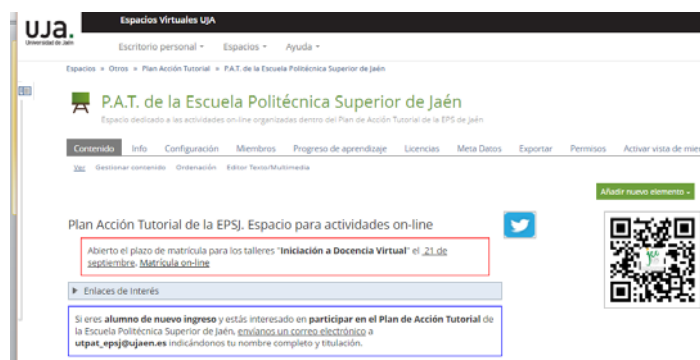 Espacios Virtuales UJA
UJa.
Universidad de Jaén
Escritorio personal Espacios Ayuda
Espacios » Otros » Plan Acción Tutorial » P.A.T. de la Escuela Politécnica Superior de Jaén
P.A.T. de la Escuela Politécnica Superior de Jaén
Espacio dedicado a las actividades on-line organizadas dentro del Plan de Acción Tutorial de la EPS de Jaén
Contenido Info Configuración Miembros Progreso de aprendizaje Licencias Meta Datos Exportar Permisos Activar vista de mie
Ver Gestionar contenido Ordenación Editor Texto/Multimedia
Añadir nuevo elemento
Plan Acción Tutorial de la EPSJ. Espacio para actividades on-line
Abierto el plazo de matrícula para los talleres "Iniciación a Docencia Virtual" el 21 de
septiembre. Matrícula on-line
Enlaces de Interés
Si eres alumno de nuevo ingreso y estás interesado en participar en el Plan de Acción Tutorial de
la Escuela Politécnica Superior de Jaén, envíanos un correo electrónico a
utpat_epsj@ujaen.es indicándonos tu nombre completo y titulación.